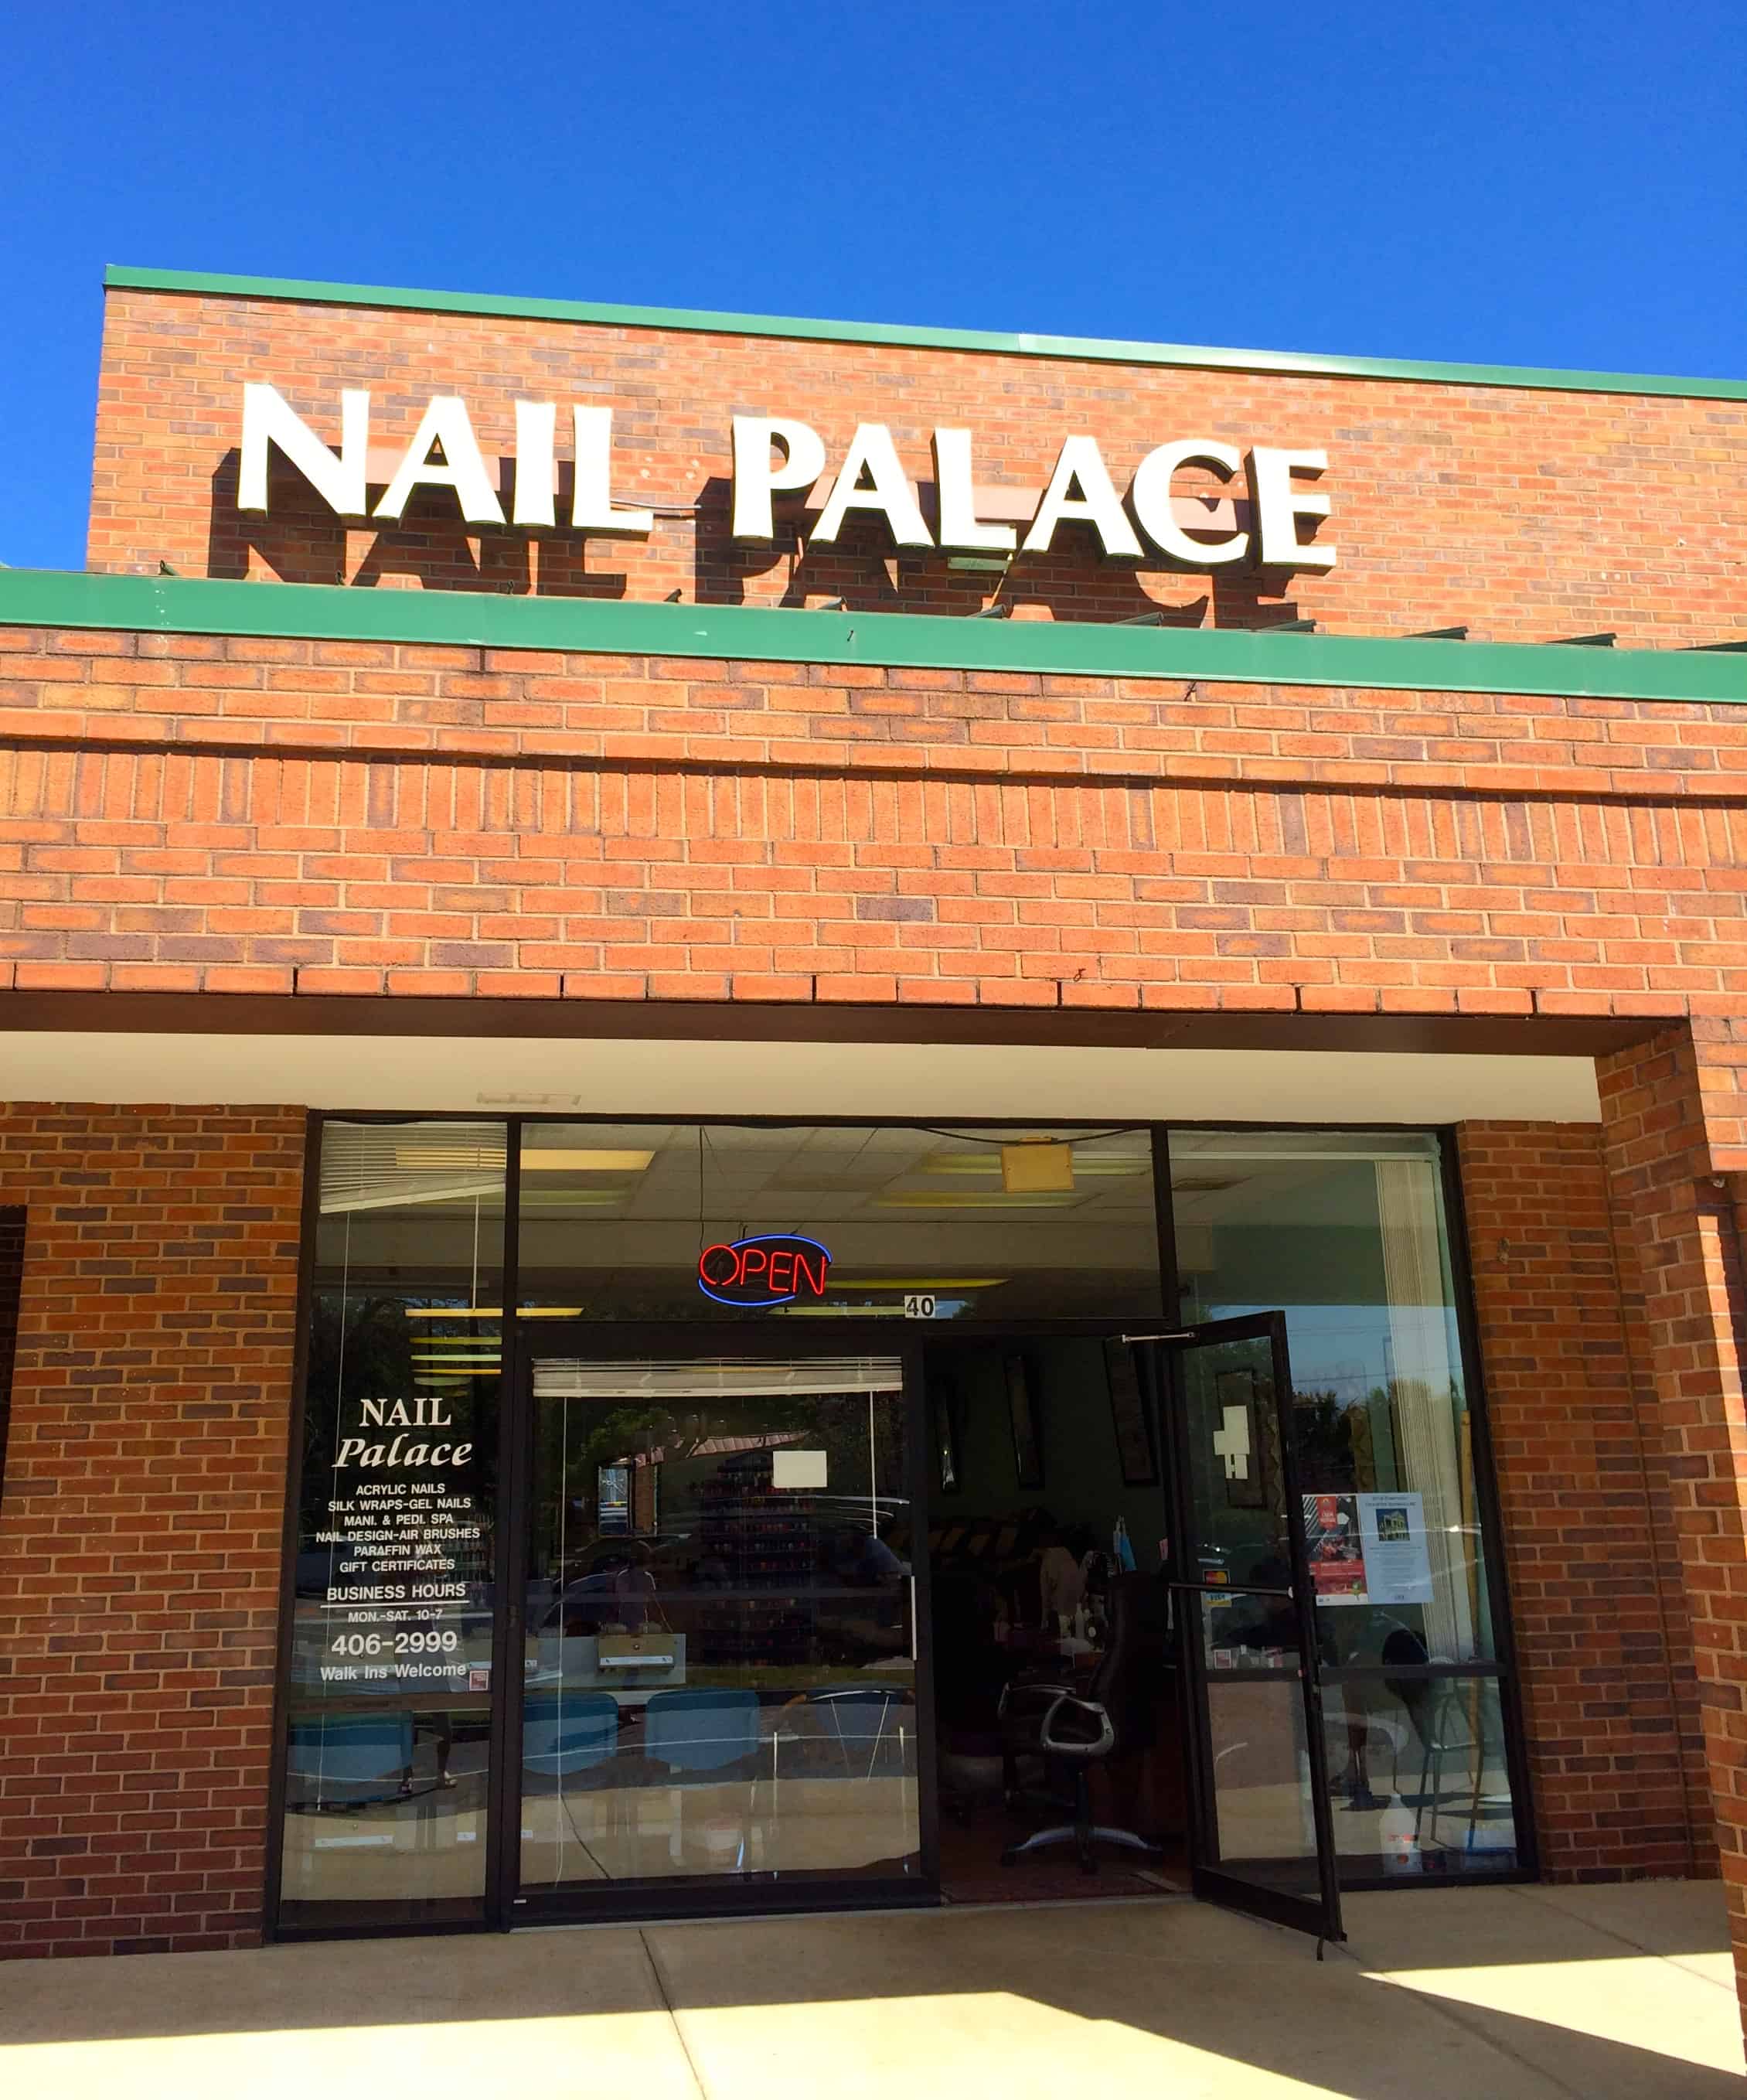 NAIL PALACE
OPEN
40
NAIL
Palace
ACRYLIC NAILS
SILK WRAPS-GEL NAILS
MANI. & PEDI. SPA
NAIL DESIGN-AIR BRUSHES
PARAFFIN WAX
GIFT CERTIFICATES
BUSINESS HOURS
MON.-SAT. 10-7
406-2999
Walk Ins Welcome